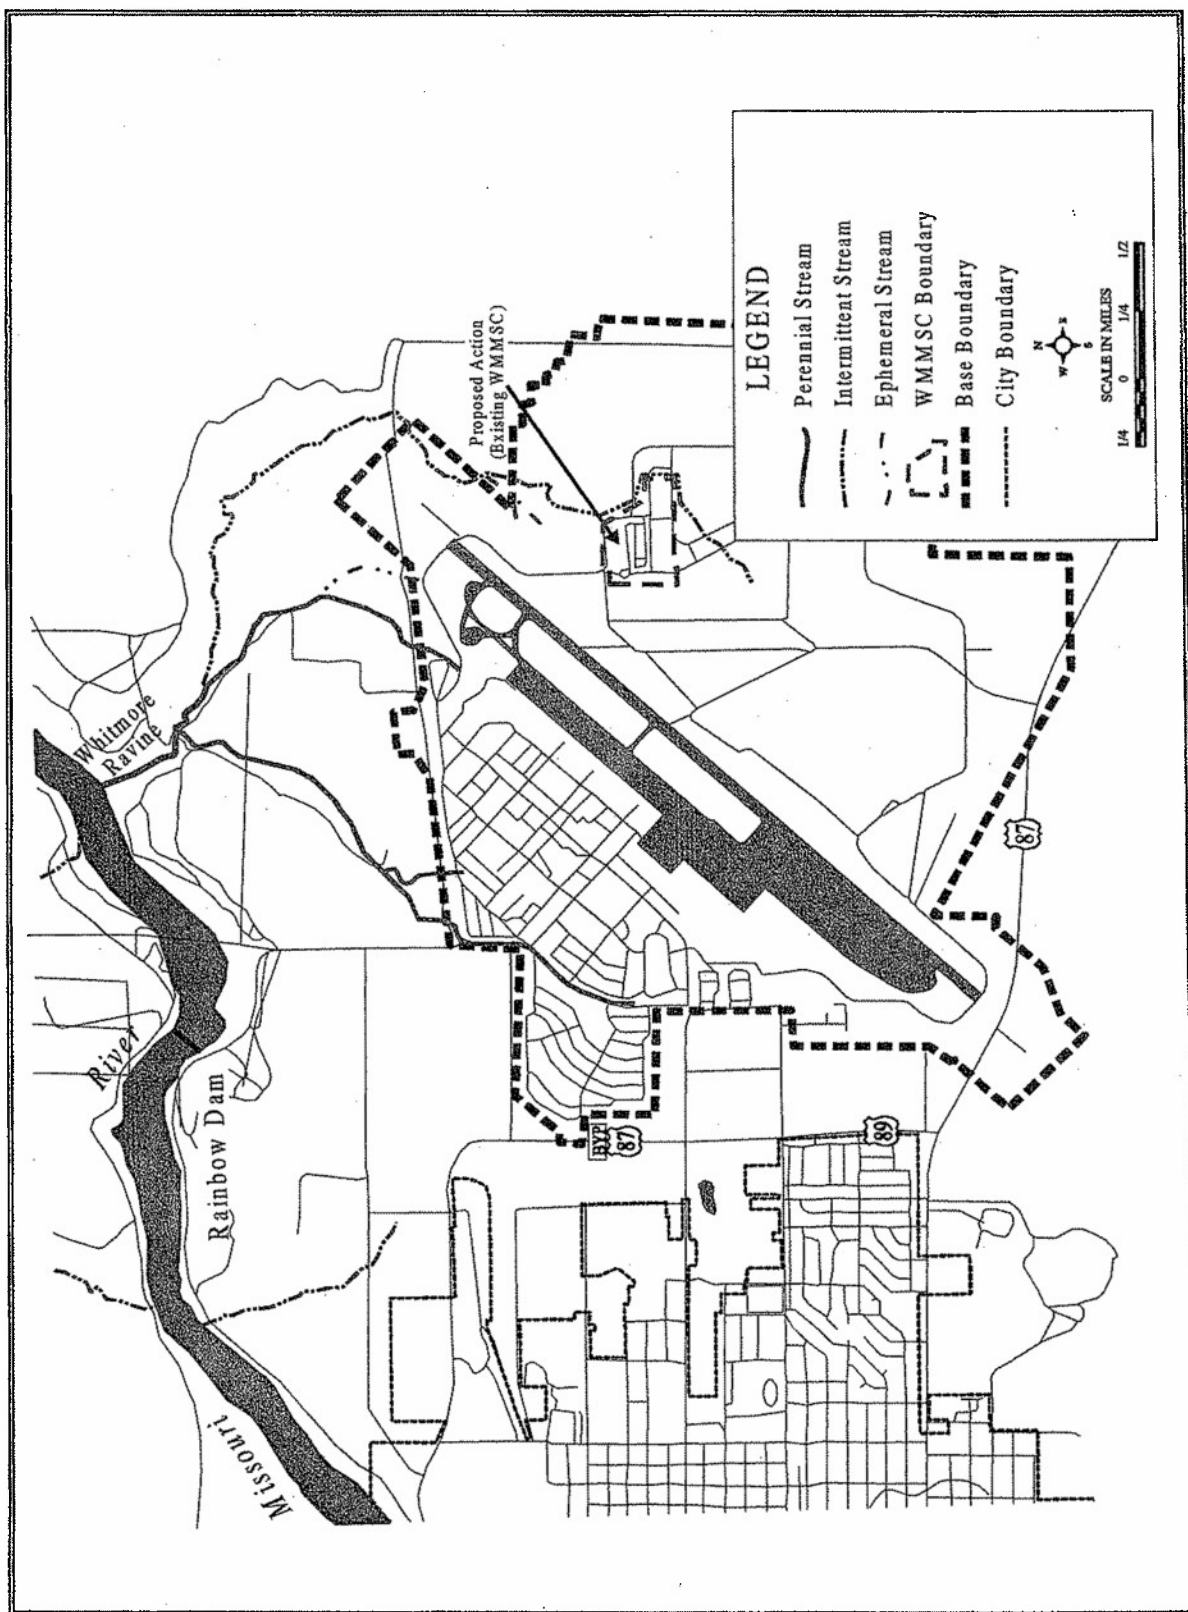 Missouri
River
Rainbow Dam
Whitmore
Ravine
Proposed Action
(Existing WMMSC)
BYP
87
89
87
LEGEND
Perennial Stream
Intermittent Stream
Ephemeral Stream
WMMSC Boundary
Base Boundary
City Boundary
N
W
E
S
SCALE IN MILES
1/4 0 1/4 1/2